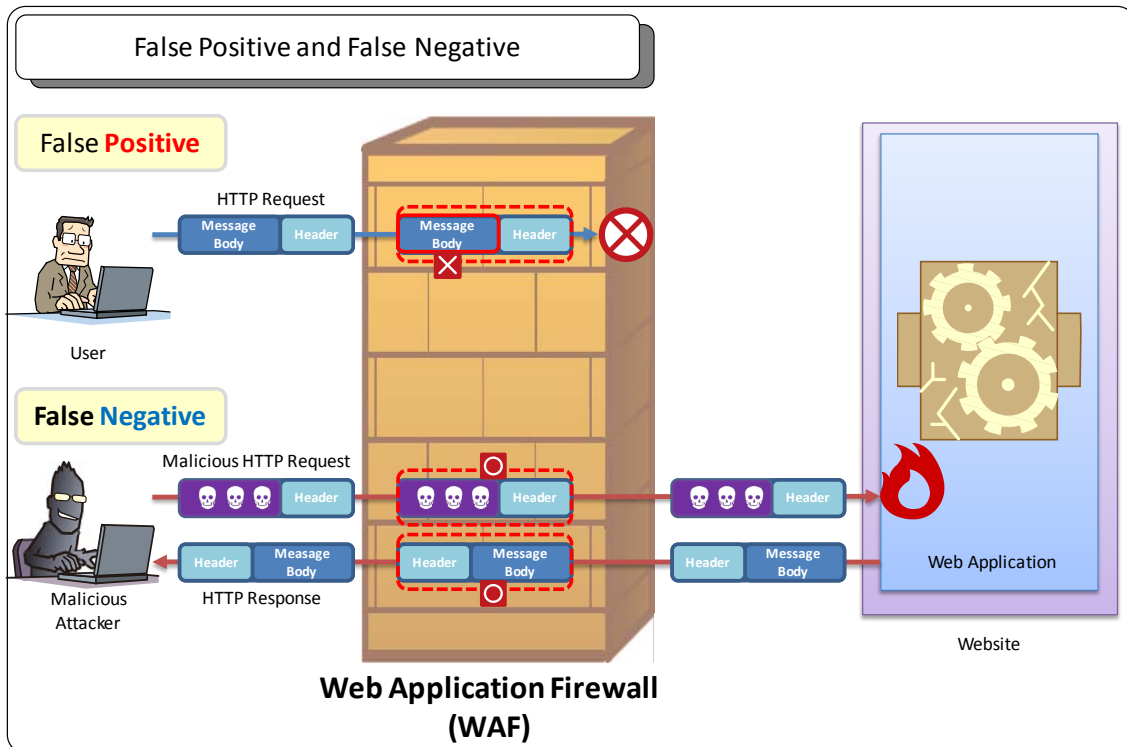 False Positive and False Negative
False Positive
HTTP Request
Message
Body
Header
Message
Body
Header
User
False Negative
Malicious HTTP Request
Header
Header
Header
Header
Meassage
Body
Header
Message
Body
Header
Message
Body
HTTP Response
Malicious
Attacker
Web Application
Website
Web Application Firewall
(WAF)